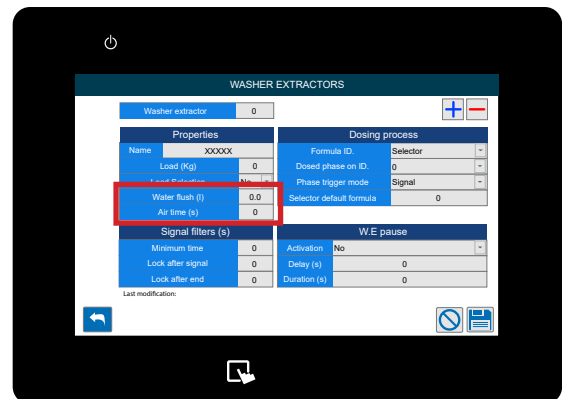 WASHER EXTRACTORS
Washer extractor 0
Properties
Name XXXXX
Load (Kg) 0
Load Selection No
Water flush (l) 0.0
Air time (s) 0
Dosing process
Formula ID. Selector
Dosed phase on ID. 0
Phase trigger mode Signal
Selector default formula 0
Signal filters (s)
Minimum time 0
Lock after signal 0
Lock after end 0
W.E pause
Activation No
Delay (s) 0
Duration (s) 0
Last modification: